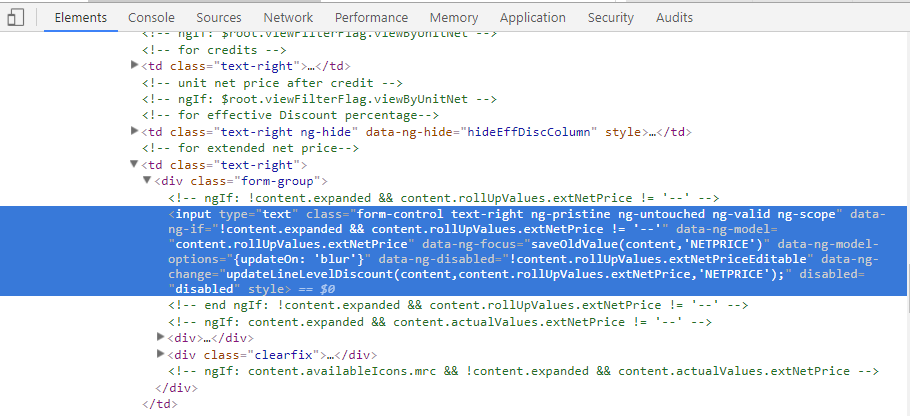 Elements Console Sources Network Performance Memory Application Security Audits
<!-- ngIf: $root.viewFilterFlag.viewByUnitNet -->
<!-- for credits -->
<td class="text-right">…</td>
<!-- unit net price after credit -->
<!-- ngIf: $root.viewFilterFlag.viewByUnitNet -->
<!-- for effective Discount percentage-->
<td class="text-right ng-hide" data-ng-hide="hideEffDiscColumn" style>…</td>
<!-- for extended net price-->
<td class="text-right">
<div class="form-group">
<!-- ngIf: !content.expanded && content.rollUpValues.extNetPrice != '--' -->
<input type="text" class="form-control text-right ng-pristine ng-untouched ng-valid ng-scope" data-
ng-if="!content.expanded && content.rollUpValues.extNetPrice != '--'" data-ng-model=
"content.rollUpValues.extNetPrice" data-ng-focus="saveOldValue(content,'NETPRICE')" data-ng-model-
options="{updateOn: 'blur'}" data-ng-disabled="!content.rollUpValues.extNetPriceEditable" data-ng-
change="updateLineLevelDiscount(content,content.rollUpValues.extNetPrice,'NETPRICE');" disabled=
"disabled" style> == $0
<!-- end ngIf: !content.expanded && content.rollUpValues.extNetPrice != '--' -->
<!-- ngIf: content.expanded && content.actualValues.extNetPrice != '--' -->
<div>…</div>
<div class="clearfix">…</div>
<!-- ngIf: content.availableIcons.mrc && !content.expanded && content.actualValues.extNetPrice -->
</div>
</td>